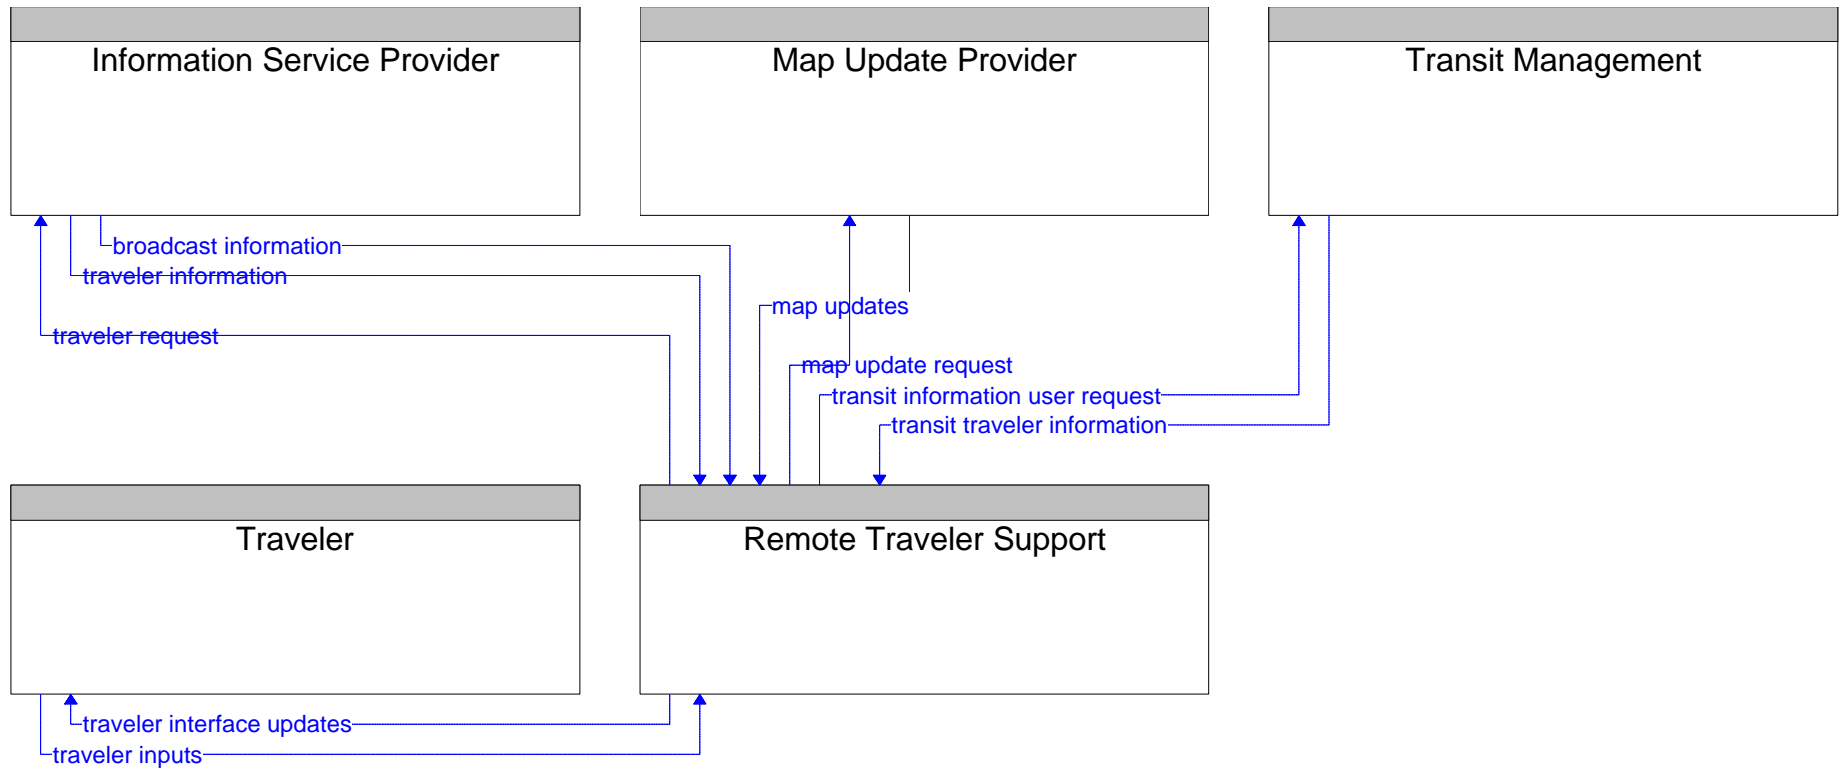 Information Service Provider
Map Update Provider
Transit Management
broadcast information
traveler information
map updates
traveler request
map update request
transit information user request
transit traveler information
Traveler
Remote Traveler Support
traveler interface updates
traveler inputs